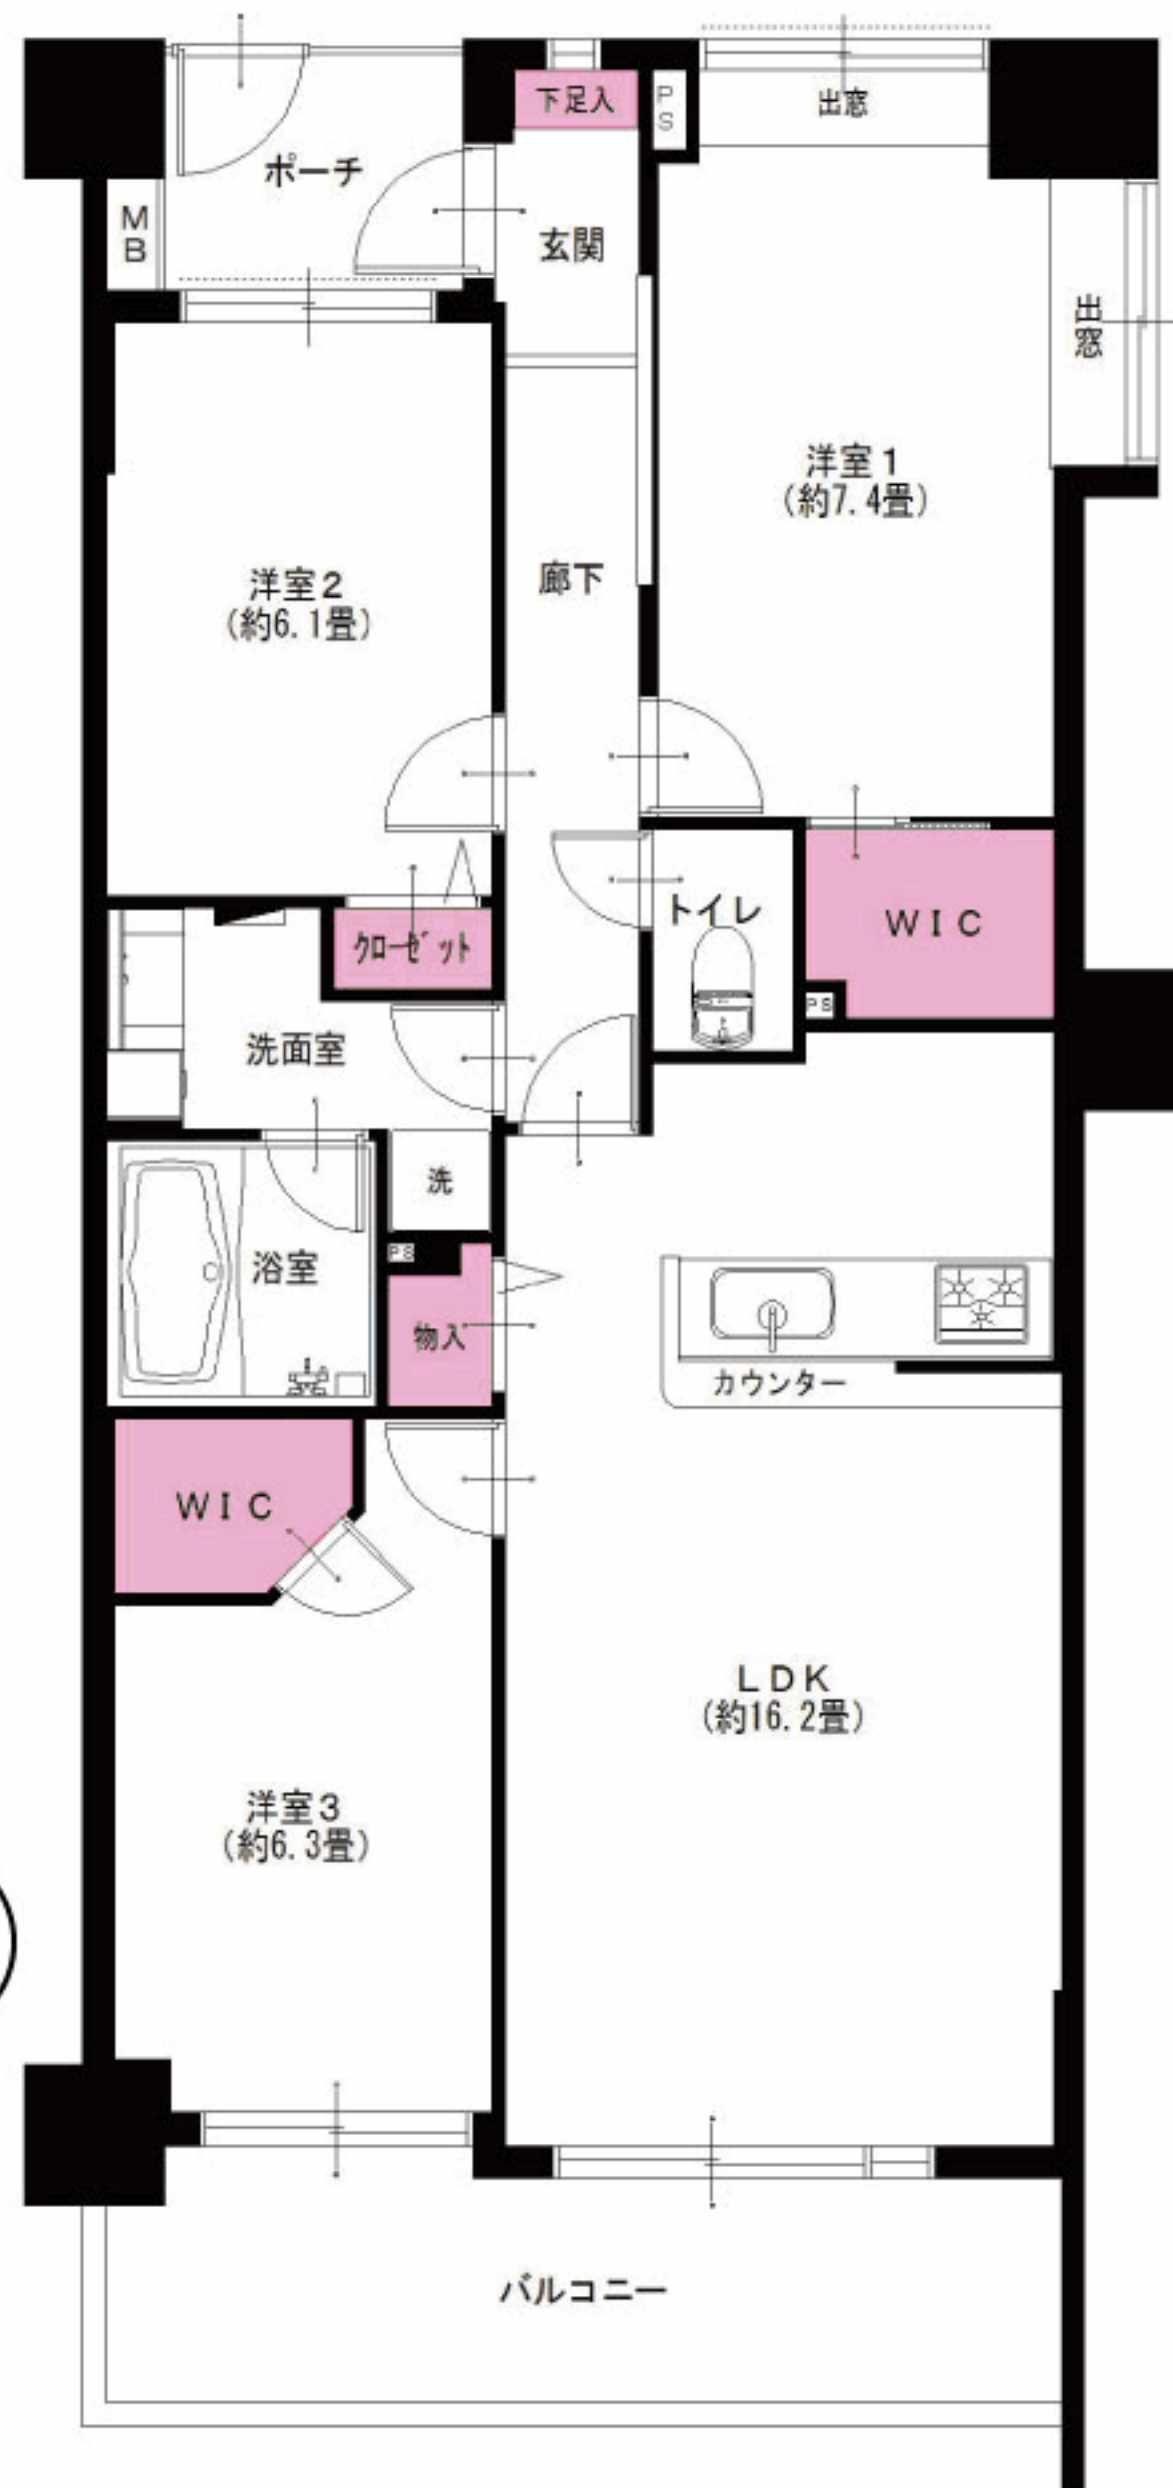 下足入
PS
出窓
ポーチ
MB
玄関
出窓
洋室1
(約7.4畳)
洋室2
(約6.1畳)
廊下
トイレ
WIC
クローゼット
PS
洗面室
洗
浴室
PS
物入
カウンター
WIC
LDK
(約16.2畳)
洋室3
(約6.3畳)
バルコニー